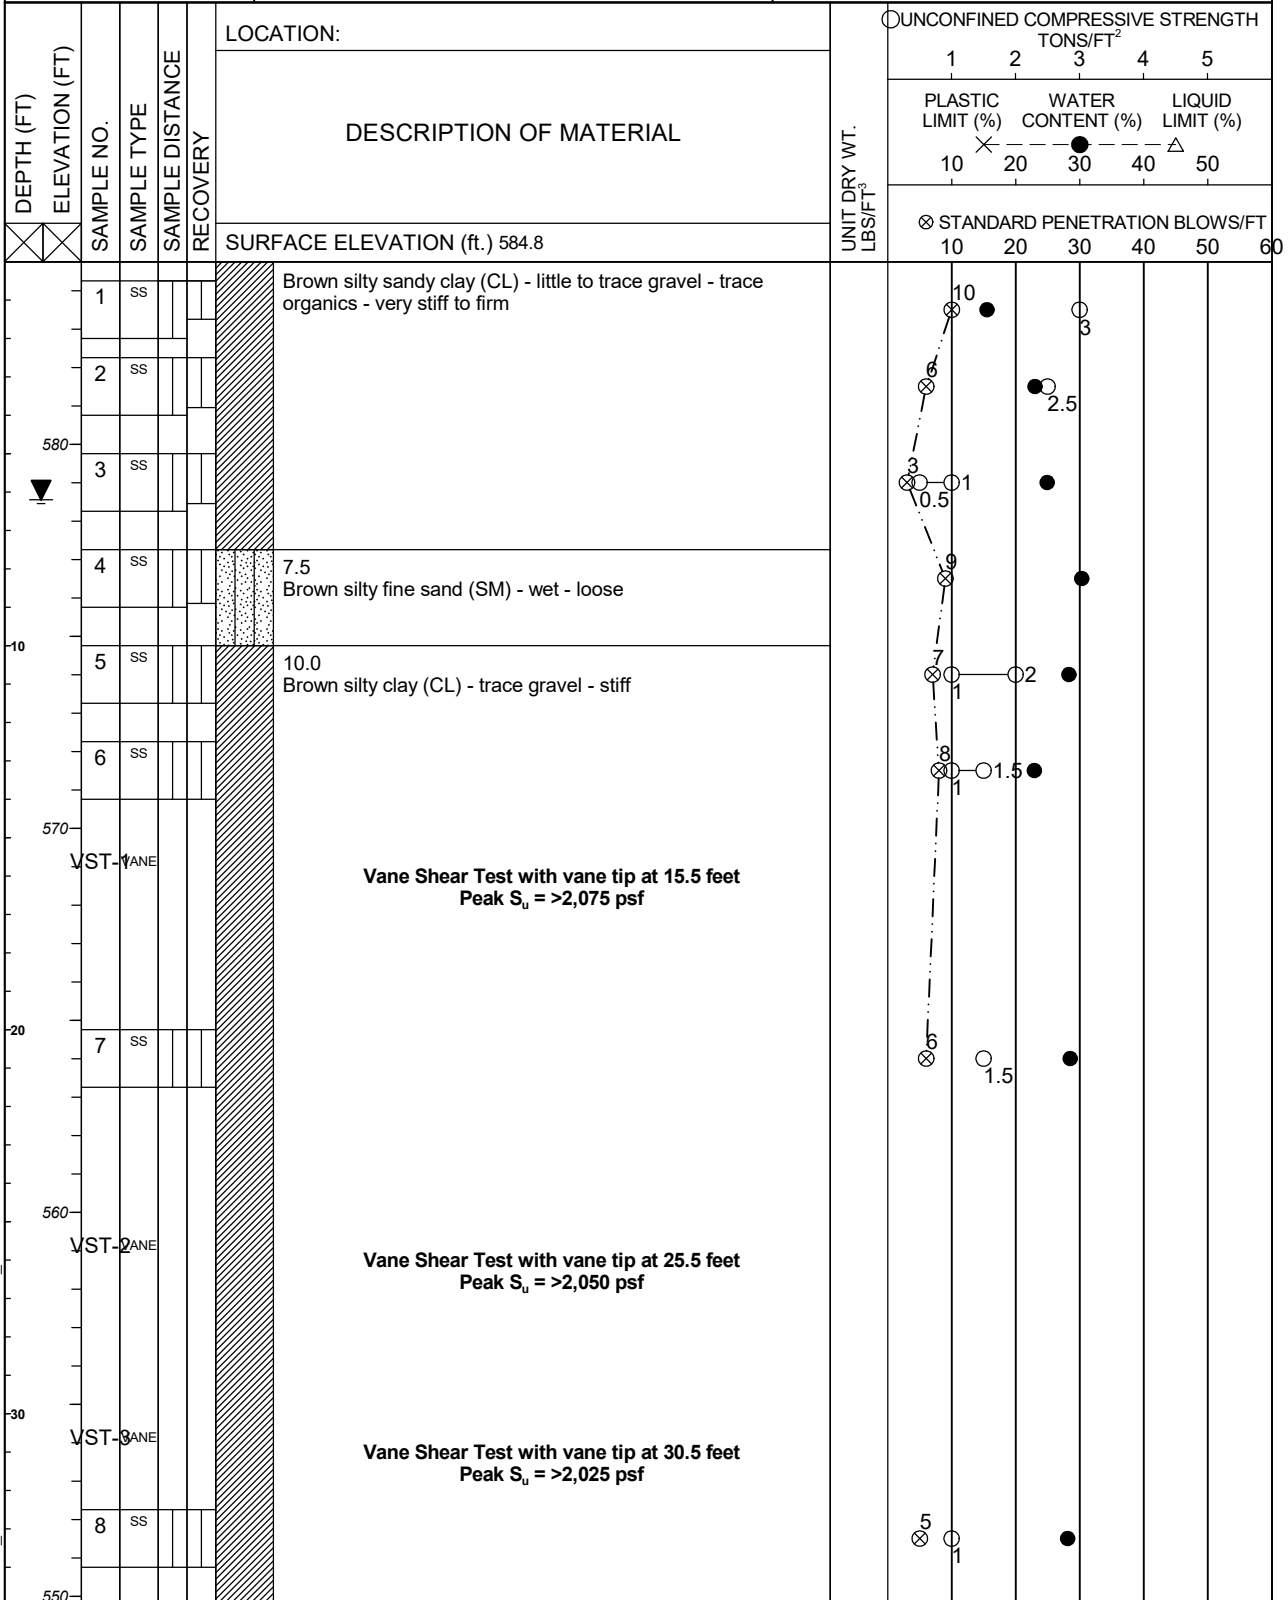 LOCATION:
DEPTH (FT)
ELEVATION (FT)
SAMPLE NO.
SAMPLE TYPE
SAMPLE DISTANCE
RECOVERY
DESCRIPTION OF MATERIAL
SURFACE ELEVATION (ft.) 584.8
UNIT DRY WT.
LBS/FT³
UNCONFINED COMPRESSIVE STRENGTH
TONS/FT²
1 2 3 4 5
PLASTIC LIMIT (%)
WATER CONTENT (%)
LIQUID LIMIT (%)
10 20 30 40 50
STANDARD PENETRATION BLOWS/FT
10 20 30 40 50 60
1 SS
Brown silty sandy clay (CL) - little to trace gravel - trace
organics - very stiff to firm
10
3
2 SS
6
2.5
580
3 SS
3
0.5
1
4 SS
7.5
Brown silty fine sand (SM) - wet - loose
9
10
5 SS
10.0
Brown silty clay (CL) - trace gravel - stiff
7
1
2
6 SS
8
1
1.5
570
VST-1 VANE
Vane Shear Test with vane tip at 15.5 feet
Peak Su = >2,075 psf
20
7 SS
6
1.5
560
VST-2 VANE
Vane Shear Test with vane tip at 25.5 feet
Peak Su = >2,050 psf
30
VST-3 VANE
Vane Shear Test with vane tip at 30.5 feet
Peak Su = >2,025 psf
8 SS
5
1
550